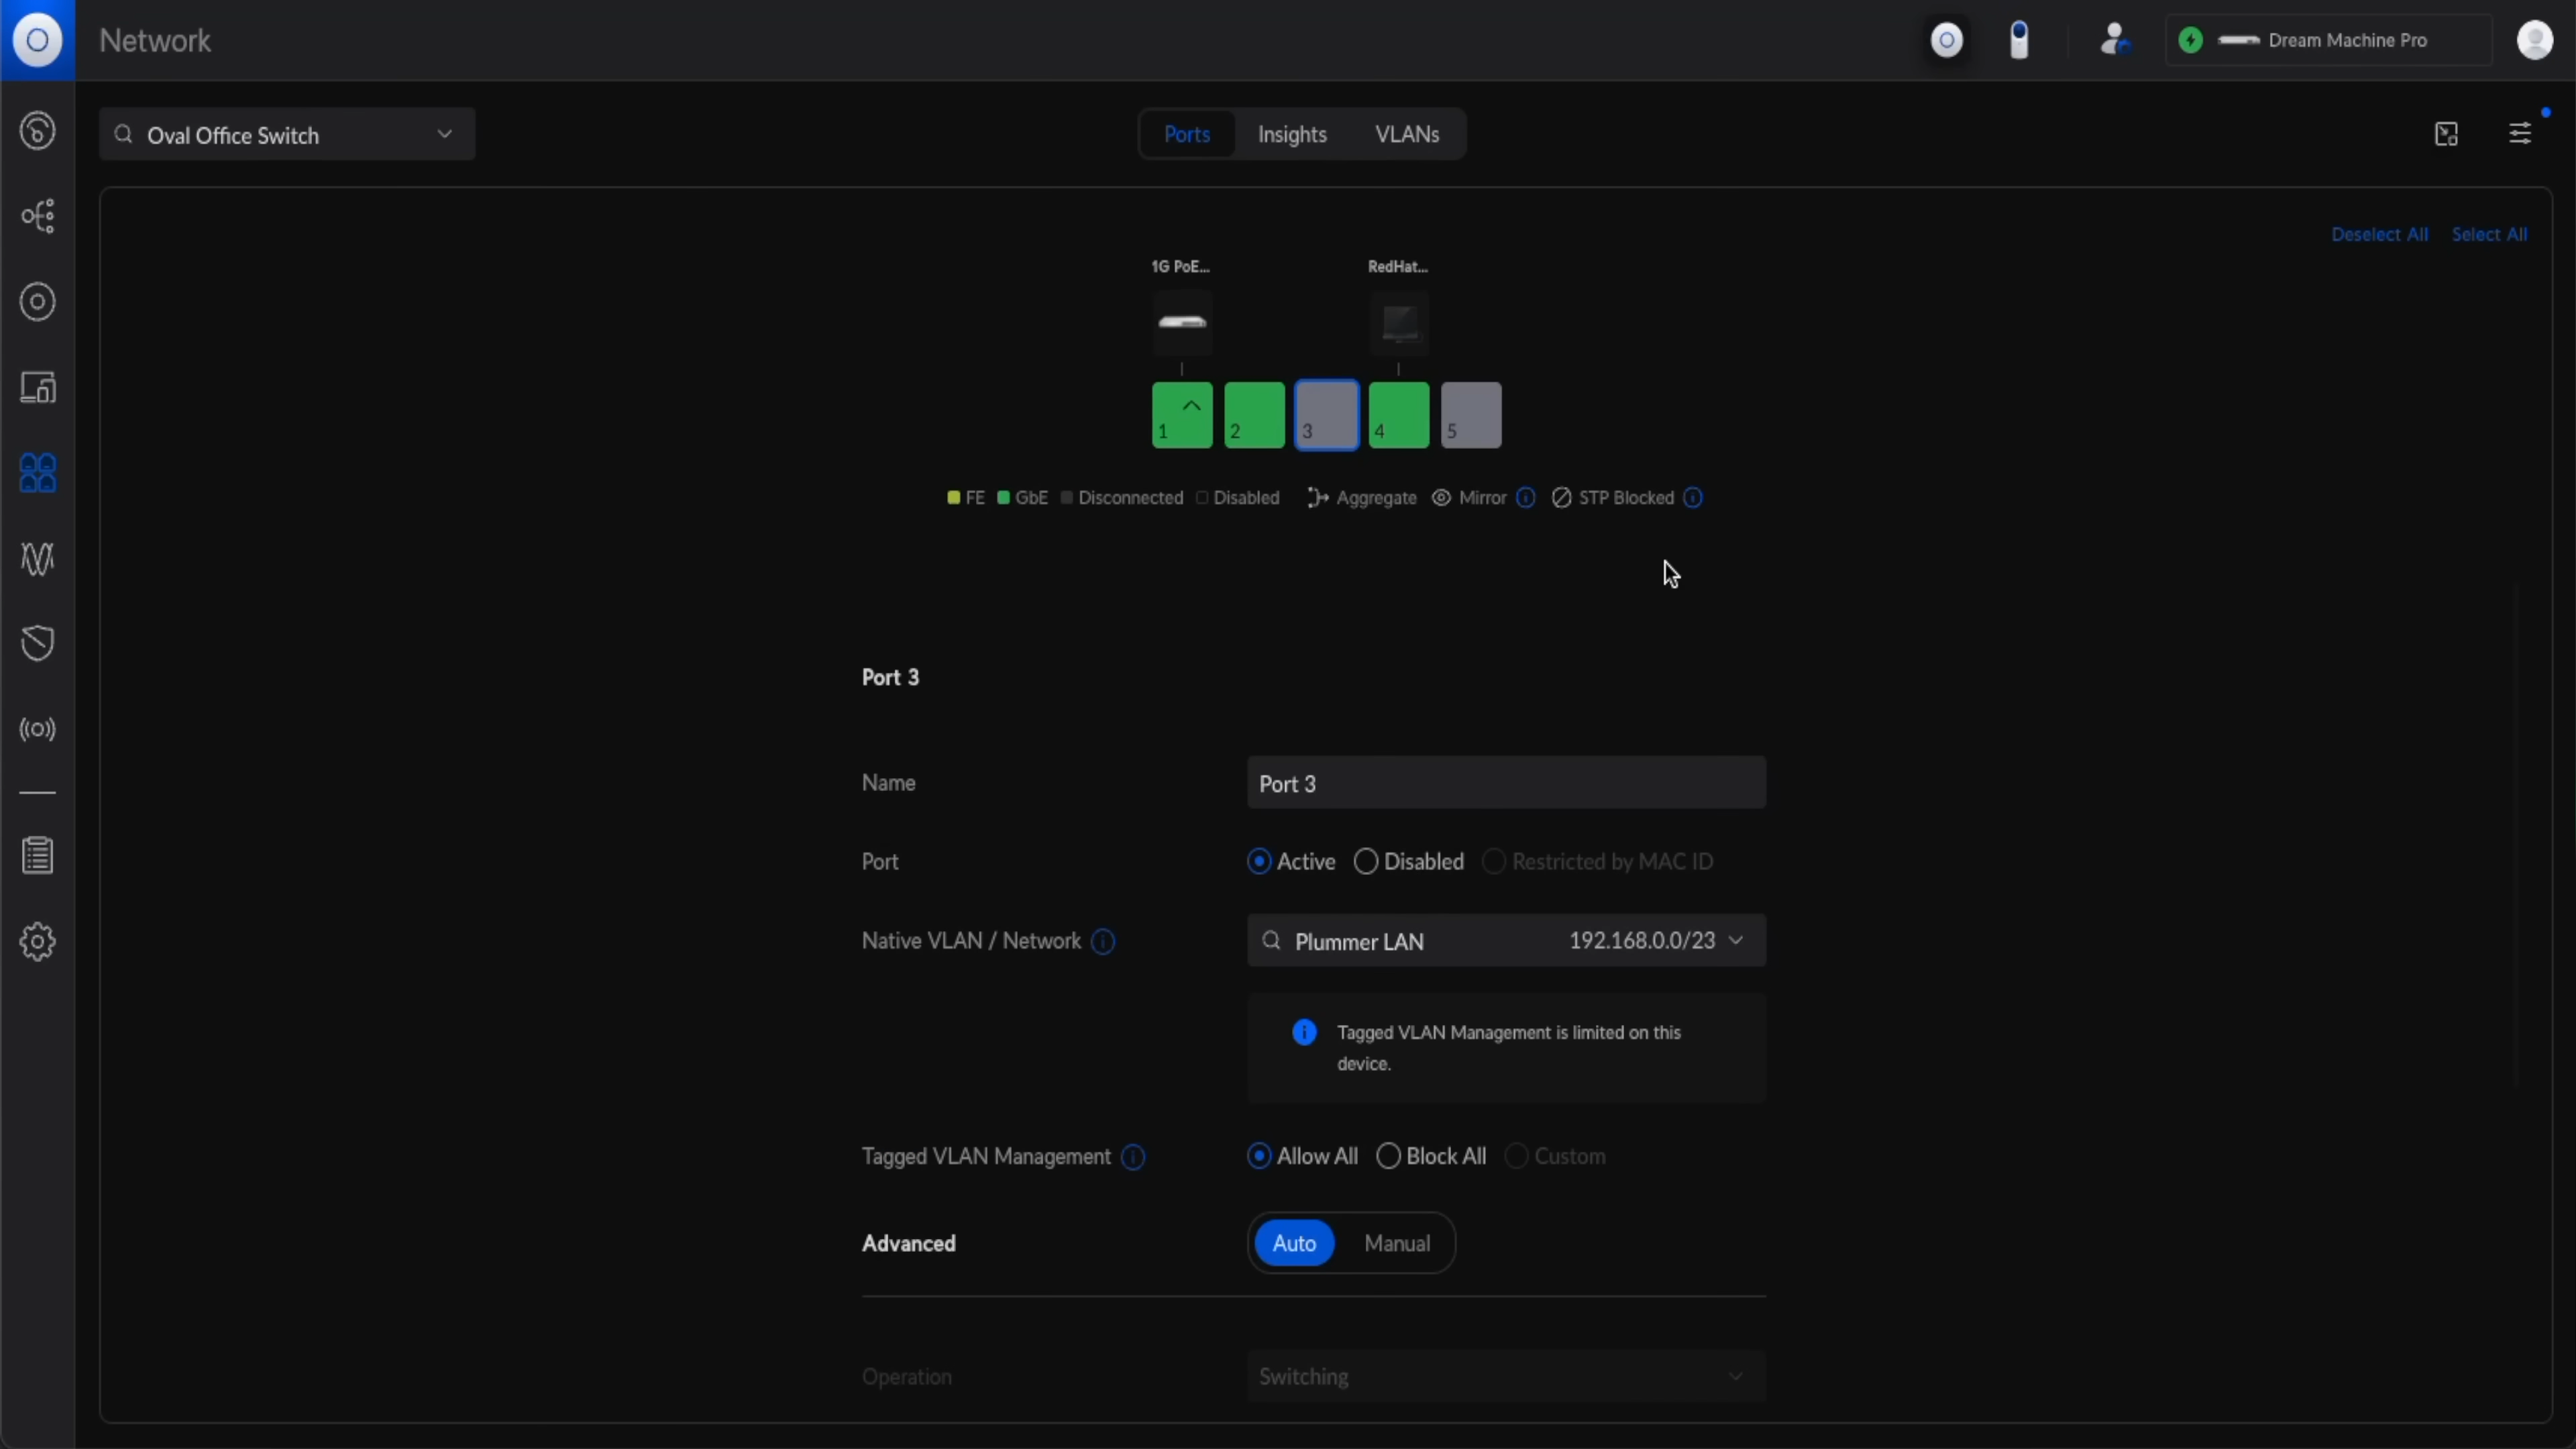 Network
Dream Machine Pro
Oval Office Switch
Ports Insights VLANs
Deselect All Select All
1G PoE... RedHat...
1 2 3 4 5
FE GbE Disconnected Disabled Aggregate Mirror STP Blocked
Port 3
Name Port 3
Port Active Disabled Restricted by MAC ID
Native VLAN / Network Plummer LAN 192.168.0.0/23
Tagged VLAN Management is limited on this
device.
Tagged VLAN Management Allow All Block All Custom
Advanced Auto Manual
Operation Switching